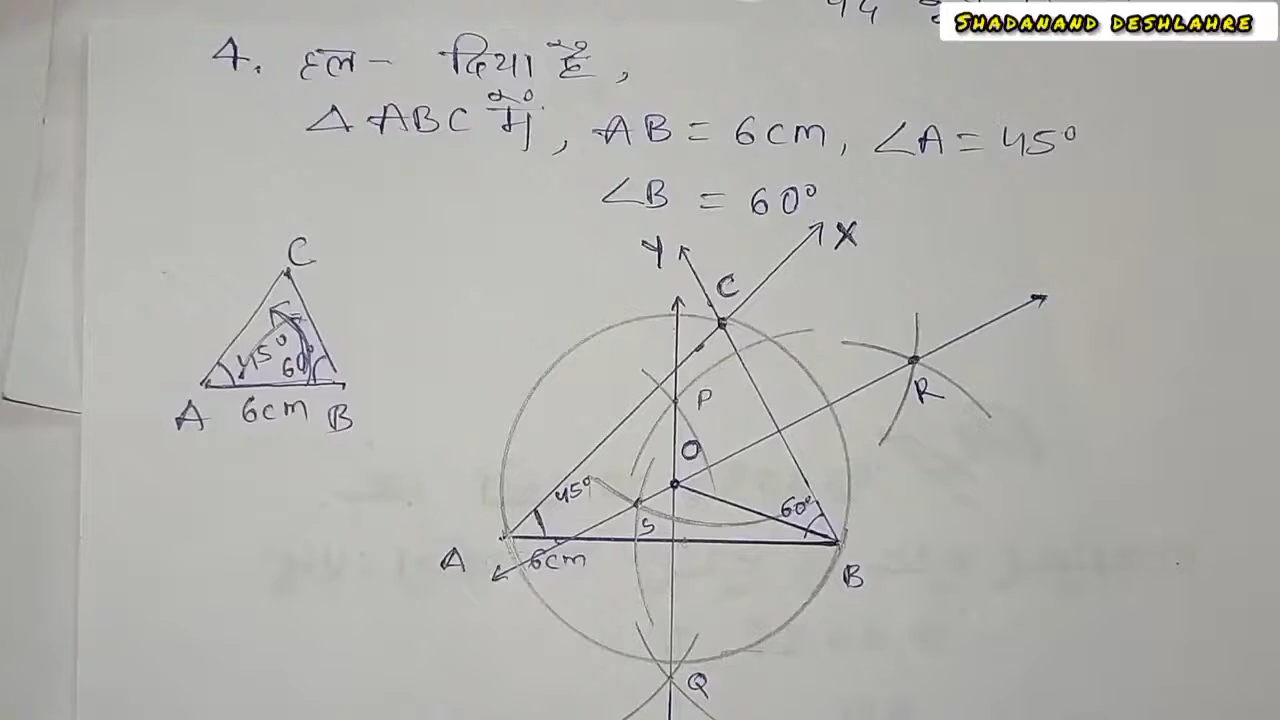 SHADANAND DESHLAHRE
4. हल - दिया है,
△ ABC में, AB = 6cm, ∠A = 45°
∠B = 60°
C
45° 60°
A 6cm B
Y X
C
P
R
O
45° 60°
S
A 6cm B
Q